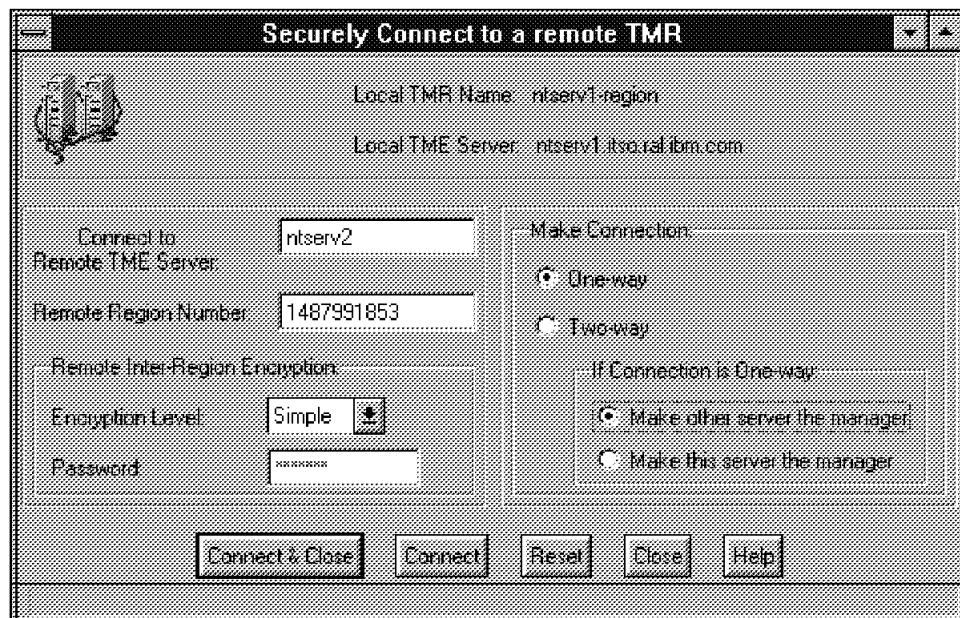 Securely Connect to a remote TMR
Local TMR Name: ntserv1-region
Local TME Server: ntserv1.itso.ral.ibm.com
Connect to
Remote TME Server:
ntserv2
Remote Region Number:
1487991853
Remote Inter-Region Encryption:
Encryption Level:
Simple
Password:
*******
Make Connection:
One-way
Two-way
If Connection is One-way:
Make other server the manager
Make this server the manager
Connect & Close
Connect
Reset
Close
Help